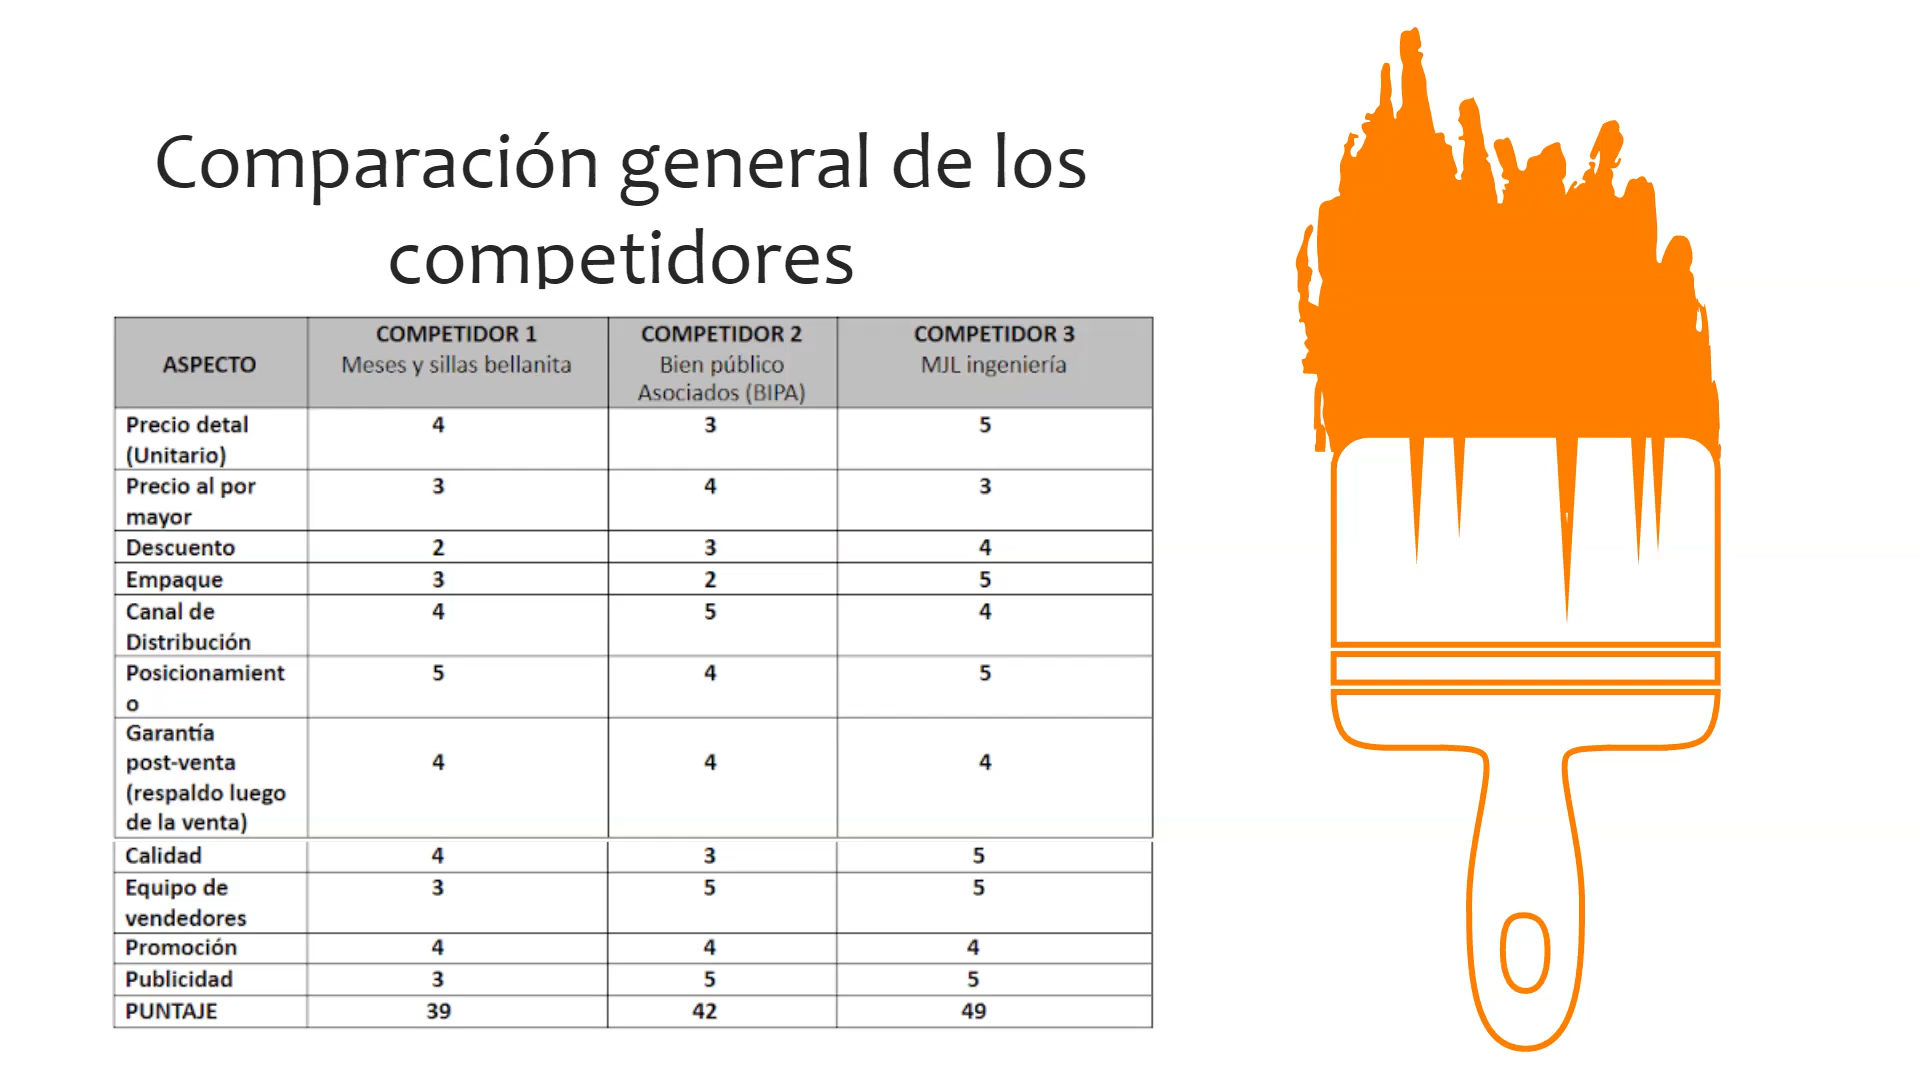 Comparación general de los
competidores
ASPECTO COMPETIDOR 1 COMPETIDOR 2 COMPETIDOR 3
Meses y sillas bellanita Bien público MJL ingeniería
Asociados (BIPA)
Precio detal 4 3 5
(Unitario)
Precio al por 3 4 3
mayor
Descuento 2 3 4
Empaque 3 2 5
Canal de 4 5 4
Distribución
Posicionamient 5 4 5
o
Garantía
post-venta 4 4 4
(respaldo luego
de la venta)
Calidad 4 3 5
Equipo de 3 5 5
vendedores
Promoción 4 4 4
Publicidad 3 5 5
PUNTAJE 39 42 49